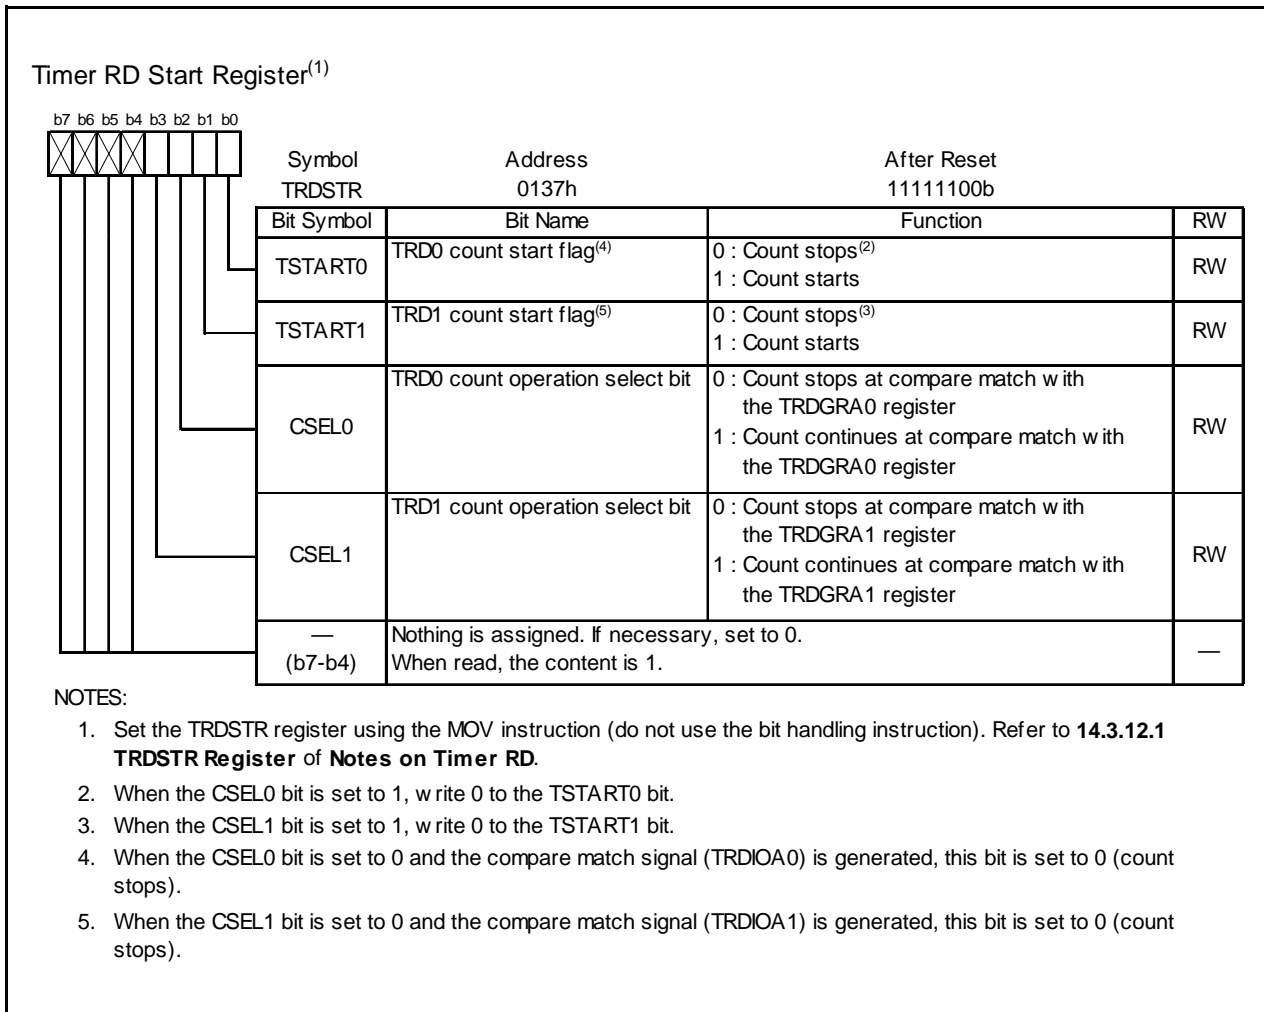 Timer RD Start Register(1)
b7 b6 b5 b4 b3 b2 b1 b0
Symbol Address After Reset
TRDSTR 0137h 11111100b
Bit Symbol Bit Name Function RW
TSTART0 TRD0 count start flag(4) 0 : Count stops(2) RW
1 : Count starts
TSTART1 TRD1 count start flag(5) 0 : Count stops(3) RW
1 : Count starts
CSEL0 TRD0 count operation select bit 0 : Count stops at compare match with
the TRDGRA0 register
1 : Count continues at compare match with RW
the TRDGRA0 register
CSEL1 TRD1 count operation select bit 0 : Count stops at compare match with
the TRDGRA1 register
1 : Count continues at compare match with RW
the TRDGRA1 register
— Nothing is assigned. If necessary, set to 0. —
(b7-b4) When read, the content is 1.
NOTES:
1. Set the TRDSTR register using the MOV instruction (do not use the bit handling instruction). Refer to 14.3.12.1
TRDSTR Register of Notes on Timer RD.
2. When the CSEL0 bit is set to 1, write 0 to the TSTART0 bit.
3. When the CSEL1 bit is set to 1, write 0 to the TSTART1 bit.
4. When the CSEL0 bit is set to 0 and the compare match signal (TRDIOA0) is generated, this bit is set to 0 (count
stops).
5. When the CSEL1 bit is set to 0 and the compare match signal (TRDIOA1) is generated, this bit is set to 0 (count
stops).